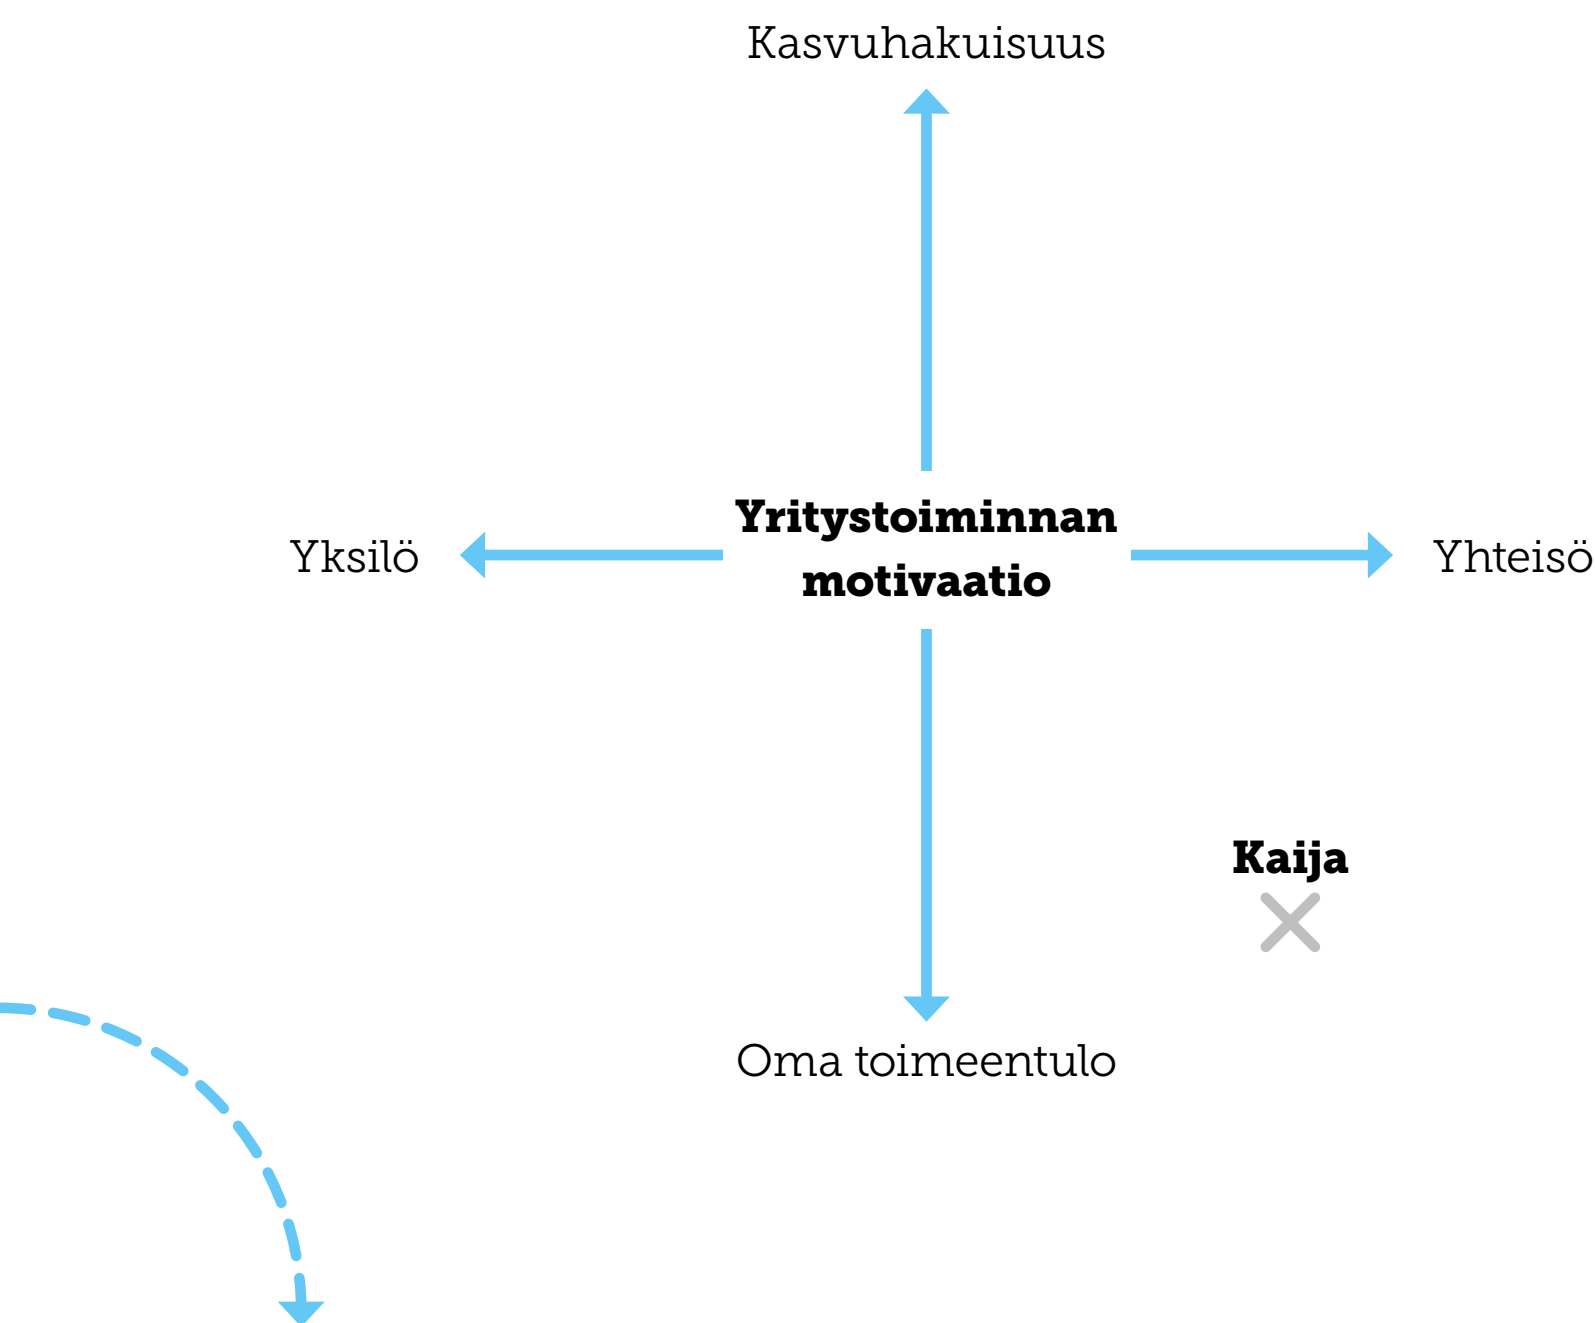 Kasvuhakuisuus
Yritystoiminnan
motivaatio
Yksilö
Yhteisö
Kaija
Oma toimeentulo